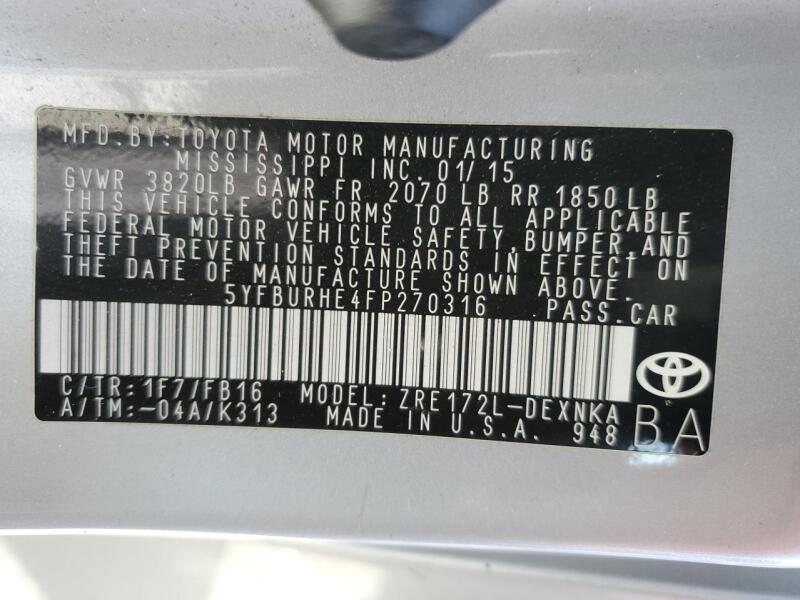 MFD. BY: TOYOTA MOTOR MANUFACTURING
MISSISSIPPI INC. 01/15
GVWR 3820LB GAWR FR 2070 LB RR 1850 LB
THIS VEHICLE CONFORMS TO ALL APPLICABLE
FEDERAL MOTOR VEHICLE SAFETY, BUMPER, AND
THEFT PREVENTION STANDARDS IN EFFECT ON
THE DATE OF MANUFACTURE SHOWN ABOVE.
5YFBURHE4FP270316 PASS. CAR
C/TR: 1F7/FB16 MODEL: ZRE172L-DEXNKA
A/TM: -04A/K313 MADE IN U.S.A. 948
BA